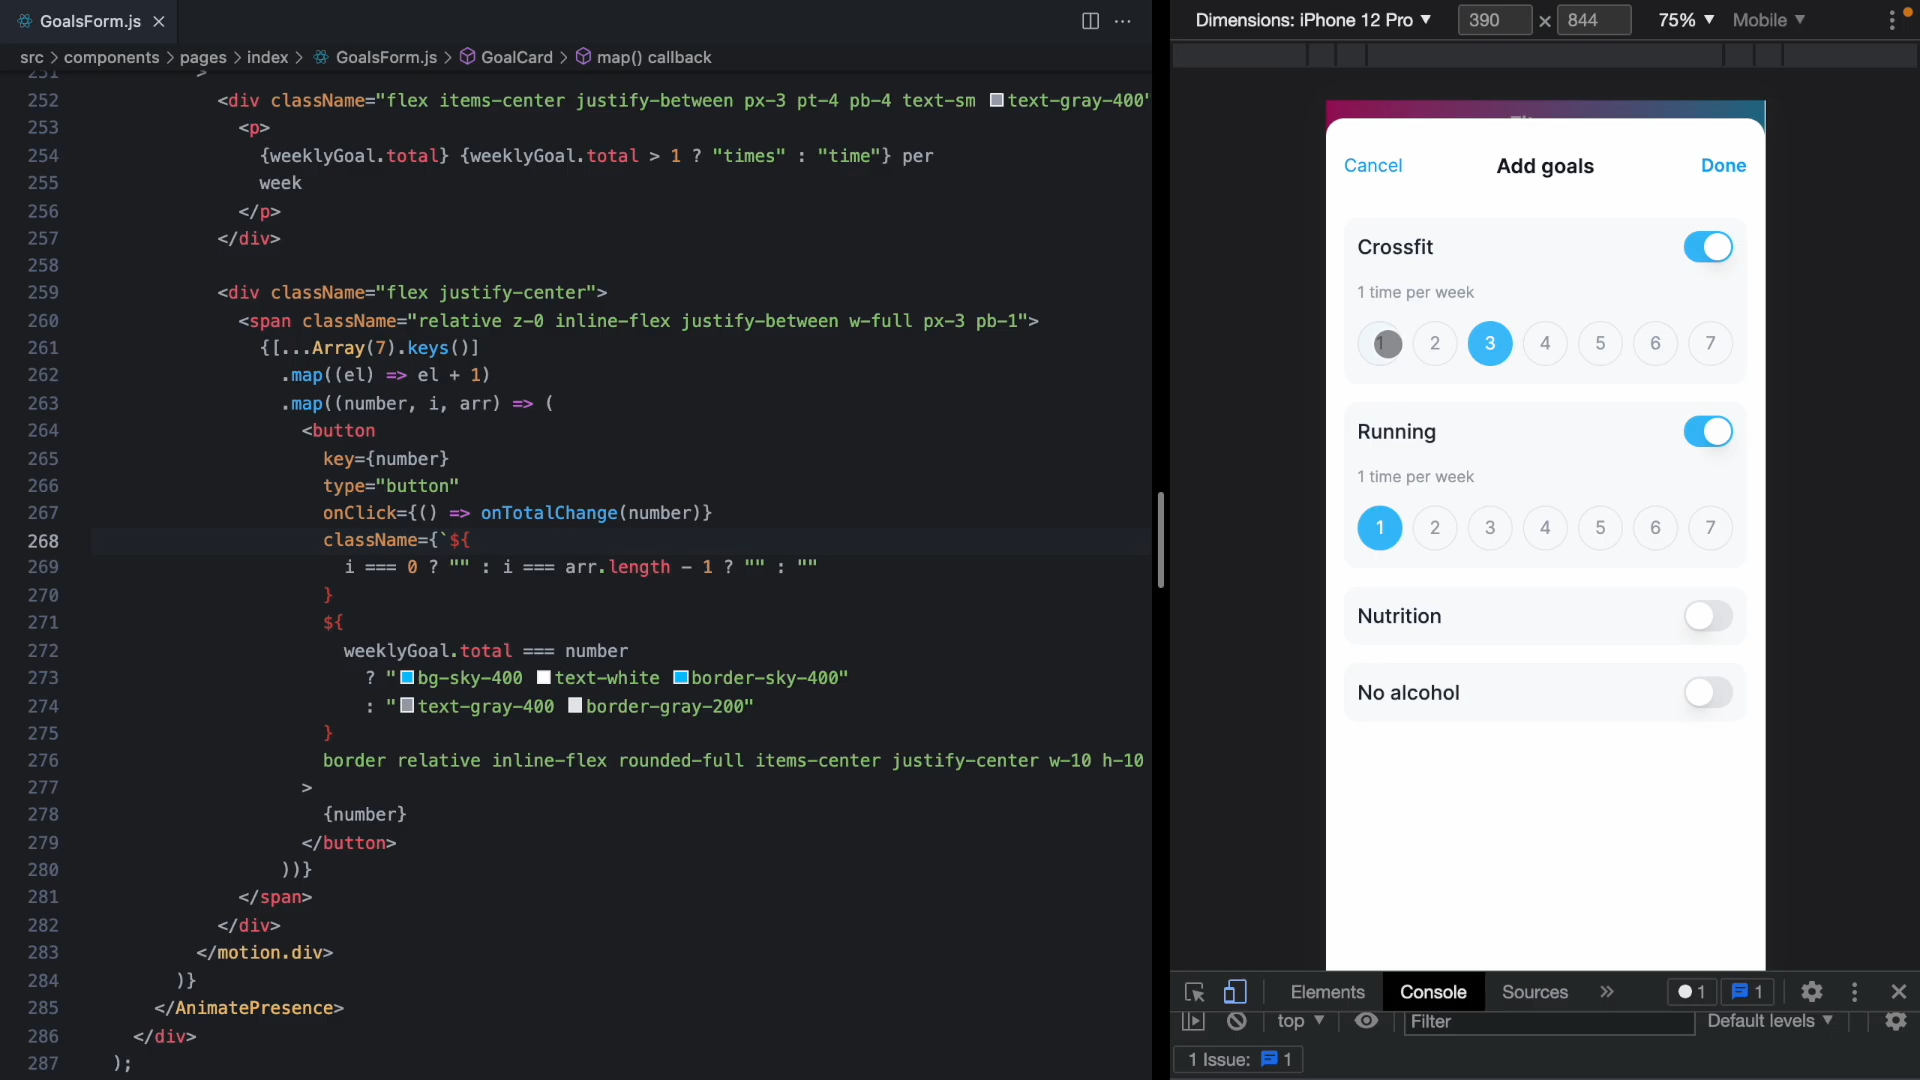 GoalsForm.js
src > components > pages > index > GoalsForm.js > GoalCard > map() callback
251 >
252 <div className="flex items-center justify-between px-3 pt-4 pb-4 text-sm text-gray-400"
253 <p>
254 {weeklyGoal.total} {weeklyGoal.total > 1 ? "times" : "time"} per
255 week
256 </p>
257 </div>
258
259 <div className="flex justify-center">
260 <span className="relative z-0 inline-flex justify-between w-full px-3 pb-1">
261 {[...Array(7).keys()]
262 .map((el) => el + 1)
263 .map((number, i, arr) => (
264 <button
265 key={number}
266 type="button"
267 onClick={() => onTotalChange(number)}
268 className={`${
269 i === 0 ? "" : i === arr.length - 1 ? "" : ""
270 }
271 ${
272 weeklyGoal.total === number
273 ? "bg-sky-400 text-white border-sky-400"
274 : "text-gray-400 border-gray-200"
275 }
276 border relative inline-flex rounded-full items-center justify-center w-10 h-10
277 >
278 {number}
279 </button>
280 ))}
281 </span>
282 </div>
283 </motion.div>
284 )}
285 </AnimatePresence>
286 </div>
287 );
Dimensions: iPhone 12 Pro 390 × 844 75% Mobile
Cancel Add goals Done
Crossfit
1 time per week
1 2 3 4 5 6 7
Running
1 time per week
1 2 3 4 5 6 7
Nutrition
No alcohol
Elements Console Sources » 1 1
top Filter Default levels
1 Issue: 1